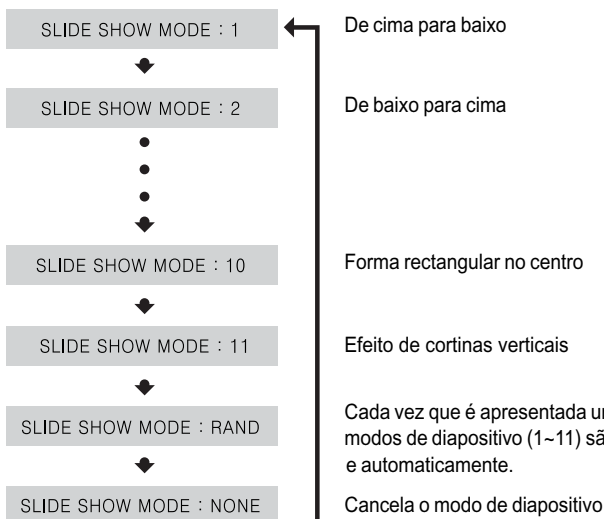 SLIDE SHOW MODE : 1
De cima para baixo
SLIDE SHOW MODE : 2
De baixo para cima
SLIDE SHOW MODE : 10
Forma rectangular no centro
SLIDE SHOW MODE : 11
Efeito de cortinas verticais
SLIDE SHOW MODE : RAND
Cada vez que é apresentada
modos de diapositivo (1~11)
e automaticamente.
SLIDE SHOW MODE : NONE
Cancela o modo de diapositivo